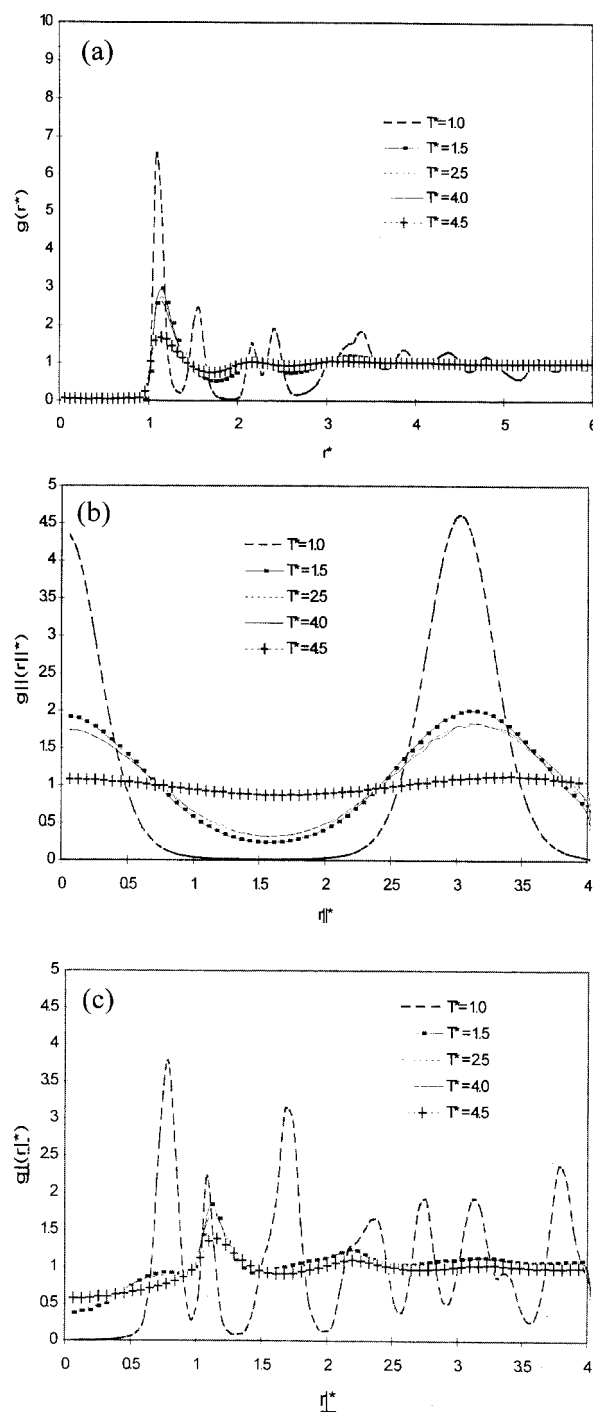 (a)
10
9
8
7
6
5
4
3
2
1
0
g(r*)
T*=1.0
T*=1.5
T*=2.5
T*=4.0
T*=4.5
0 1 2 3 4 5 6
r*
(b)
5
4.5
4
3.5
3
2.5
2
1.5
1
0.5
0
g||(r||*)
T*=1.0
T*=1.5
T*=2.5
T*=4.0
T*=4.5
0 0.5 1 1.5 2 2.5 3 3.5 4
r||*
(c)
5
4.5
4
3.5
3
2.5
2
1.5
1
0.5
0
g⊥(r⊥*)
T*=1.0
T*=1.5
T*=2.5
T*=4.0
T*=4.5
0 0.5 1 1.5 2 2.5 3 3.5 4
r⊥*